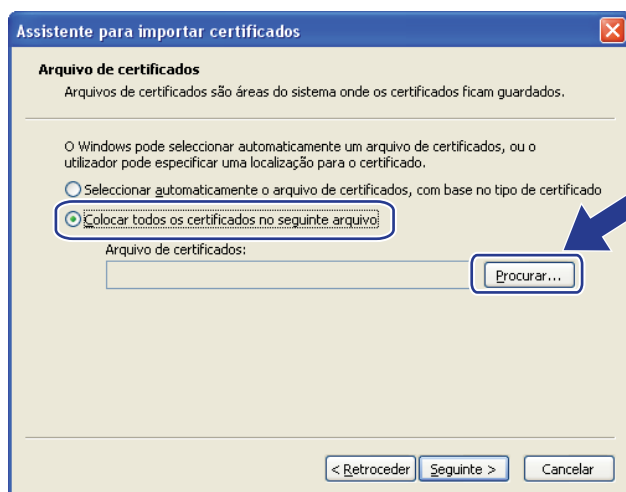 Assistente para importar certificados
Arquivo de certificados
Arquivos de certificados são áreas do sistema onde os certificados ficam guardados.
O Windows pode seleccionar automaticamente um arquivo de certificados, ou o
utilizador pode especificar uma localização para o certificado.
Seleccionar automaticamente o arquivo de certificados, com base no tipo de certificado
Colocar todos os certificados no seguinte arquivo
Arquivo de certificados:
Procurar...
< Retroceder
Seguinte >
Cancelar